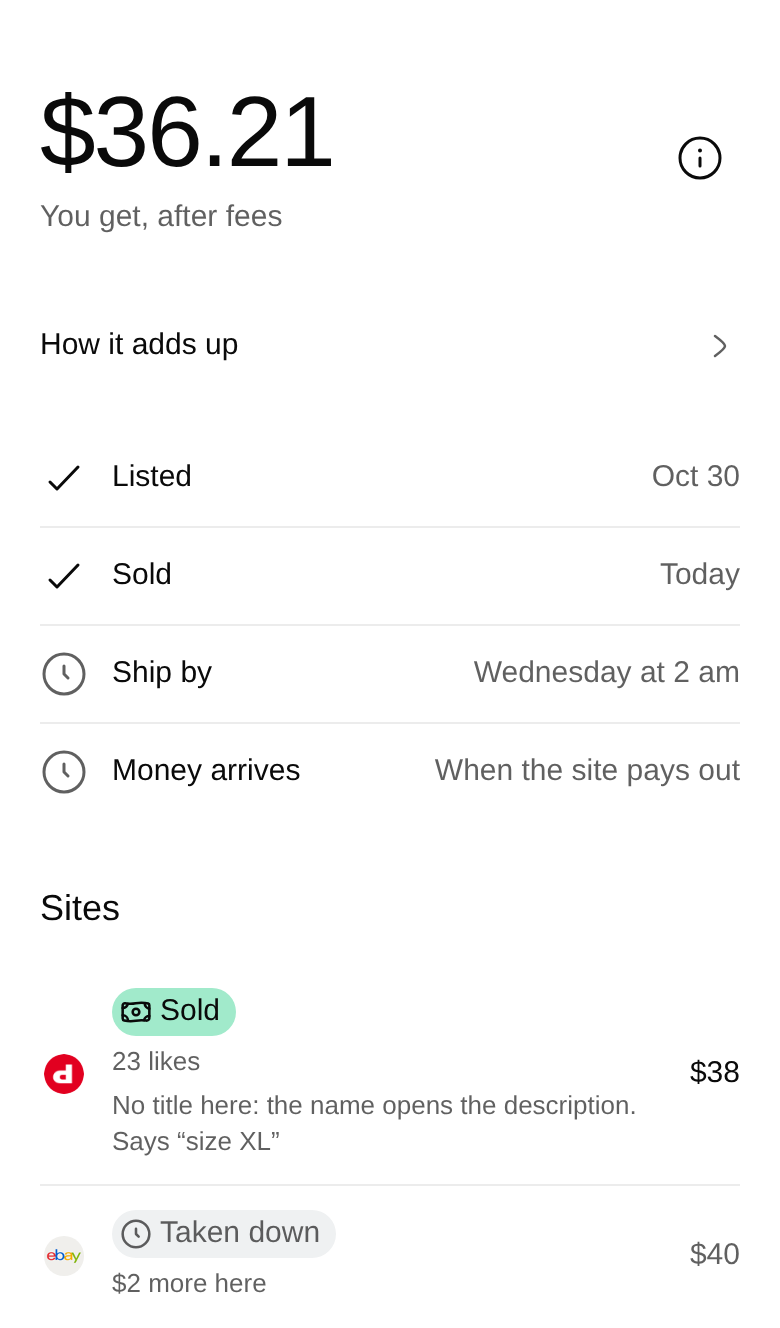 $36.21
You get, after fees
How it adds up
Listed
Oct 30
Sold
Today
Ship by
Wednesday at 2 am
Money arrives
When the site pays out
Sites
Sold
23 likes
$38
No title here: the name opens the description.
Says “size XL”
Taken down
ebay
$40
$2 more here